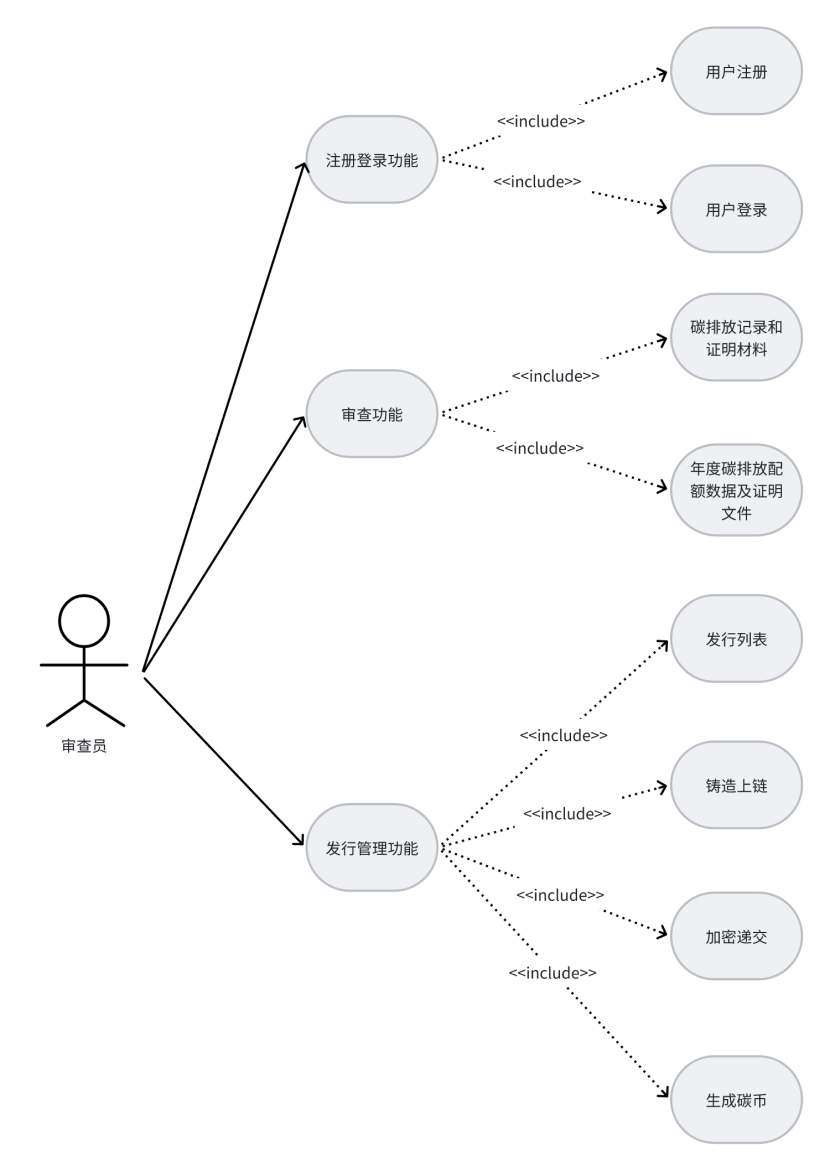 用户注册
<<include>>
注册登录功能
<<include>>
用户登录
碳排放记录和
证明材料
<<include>>
审查功能
<<include>>
年度碳排放配
额数据及证明
文件
发行列表
<<include>>
审查员
铸造上链
<<include>>
发行管理功能
<<include>>
加密递交
<<include>>
生成碳币